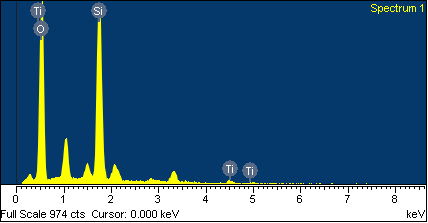 Spectrum 1
Ti Si
O
Ti Ti
0 1 2 3 4 5 6 7 8
Full Scale 974 cts Cursor: 0.000 keV keV